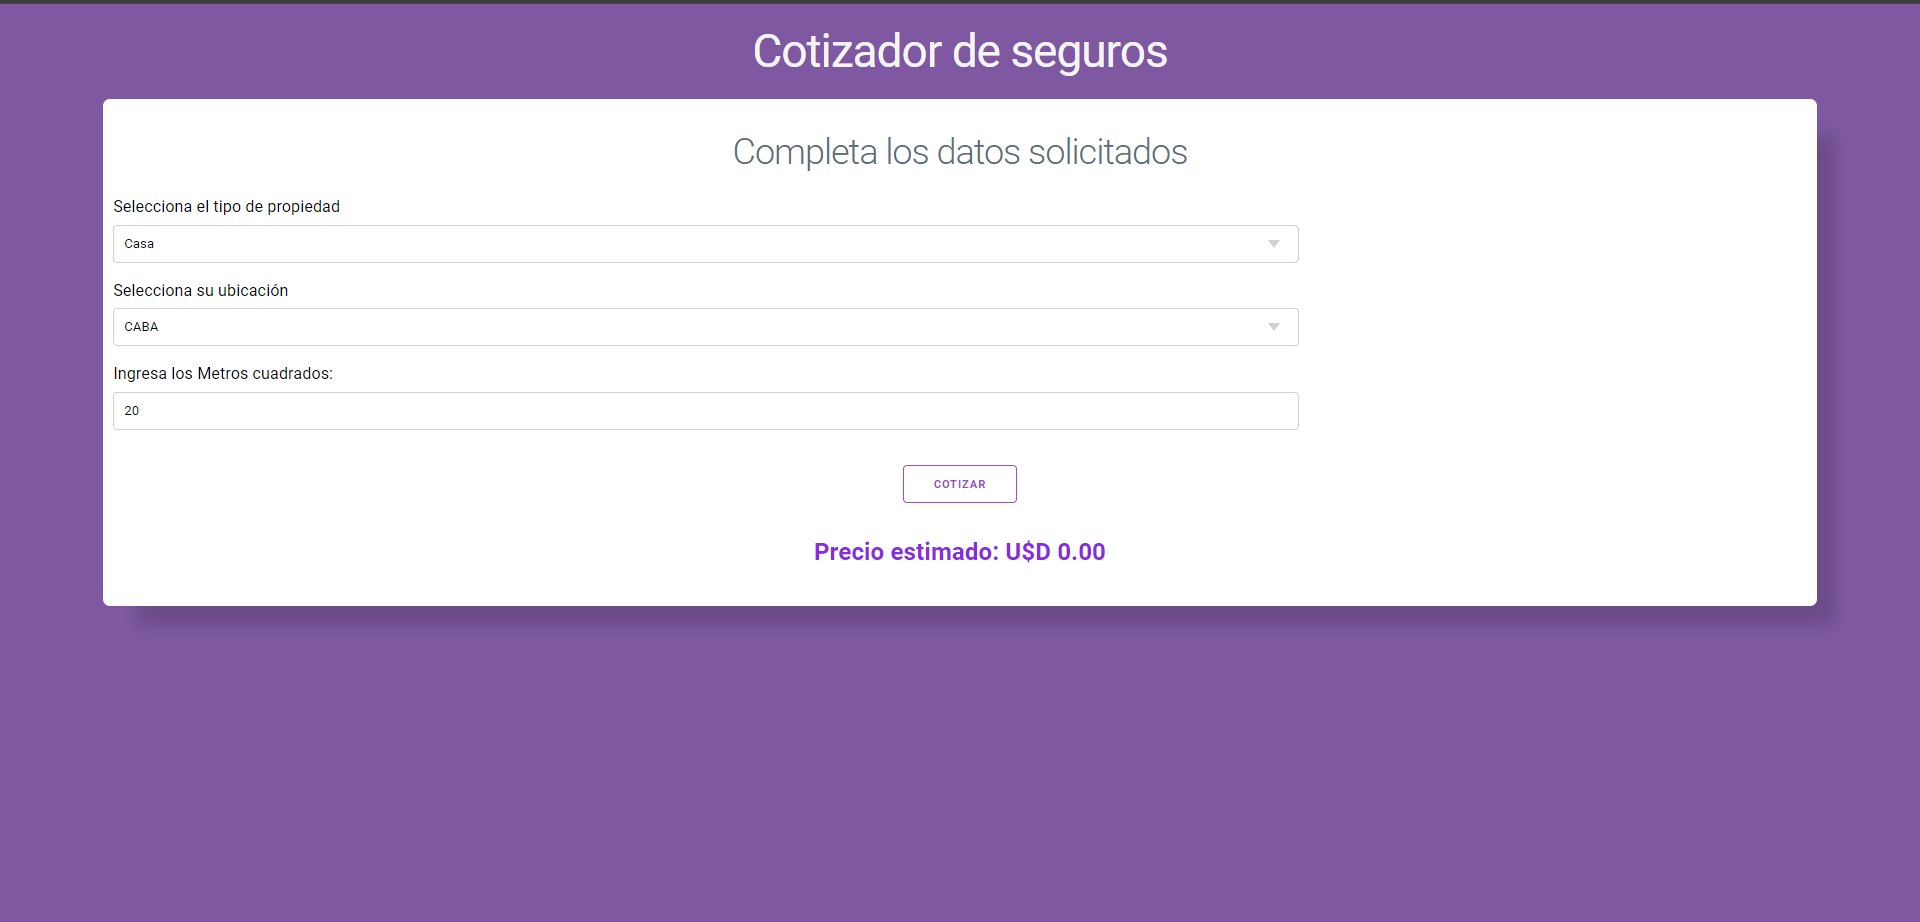 Cotizador de seguros
Completa los datos solicitados
Selecciona el tipo de propiedad
Casa
Selecciona su ubicación
CABA
Ingresa los Metros cuadrados:
20
COTIZAR
Precio estimado: U$D 0.00